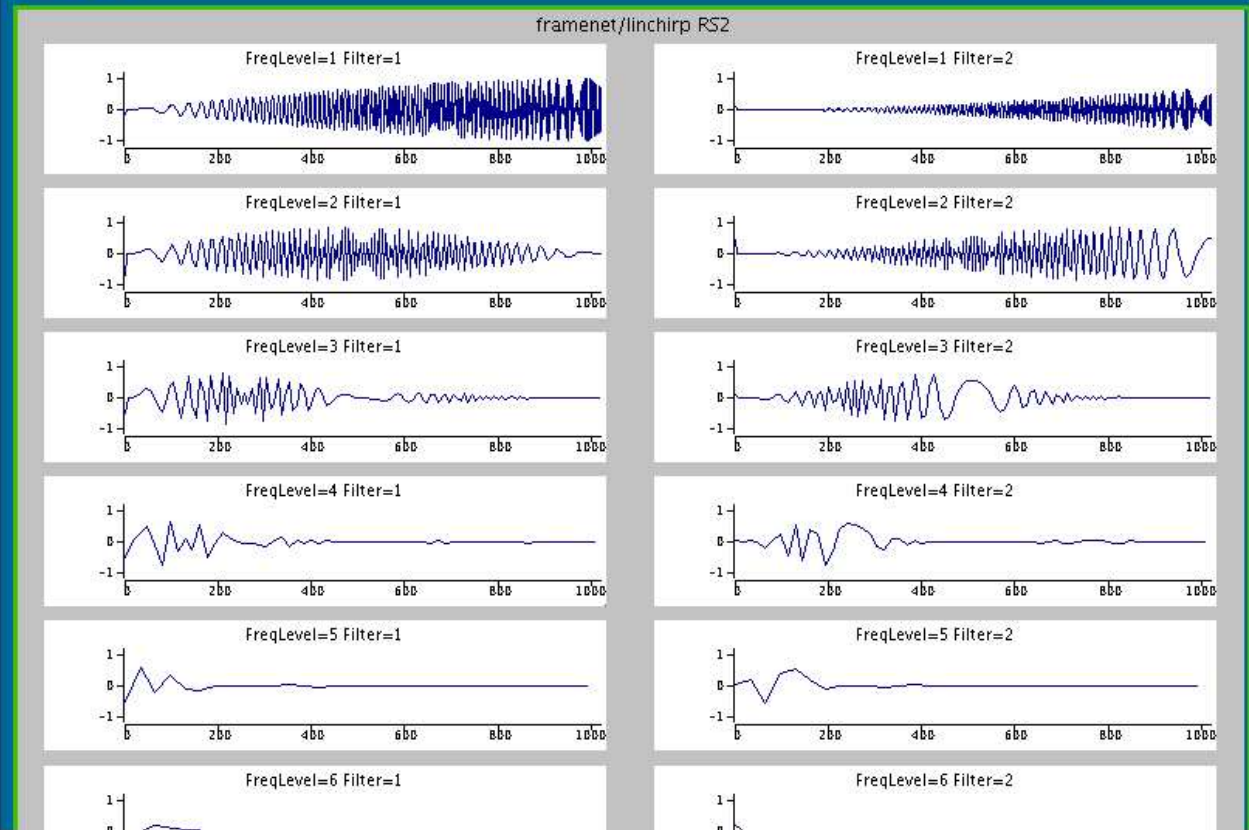 framenet/linchirp RS2
FreqLevel=1 Filter=1
1
0
-1
0 200 400 600 800 1000
FreqLevel=1 Filter=2
1
0
-1
0 200 400 600 800 1000
FreqLevel=2 Filter=1
1
0
-1
0 200 400 600 800 1000
FreqLevel=2 Filter=2
1
0
-1
0 200 400 600 800 1000
FreqLevel=3 Filter=1
1
0
-1
0 200 400 600 800 1000
FreqLevel=3 Filter=2
1
0
-1
0 200 400 600 800 1000
FreqLevel=4 Filter=1
1
0
-1
0 200 400 600 800 1000
FreqLevel=4 Filter=2
1
0
-1
0 200 400 600 800 1000
FreqLevel=5 Filter=1
1
0
-1
0 200 400 600 800 1000
FreqLevel=5 Filter=2
1
0
-1
0 200 400 600 800 1000
FreqLevel=6 Filter=1
1
0
FreqLevel=6 Filter=2
1
0